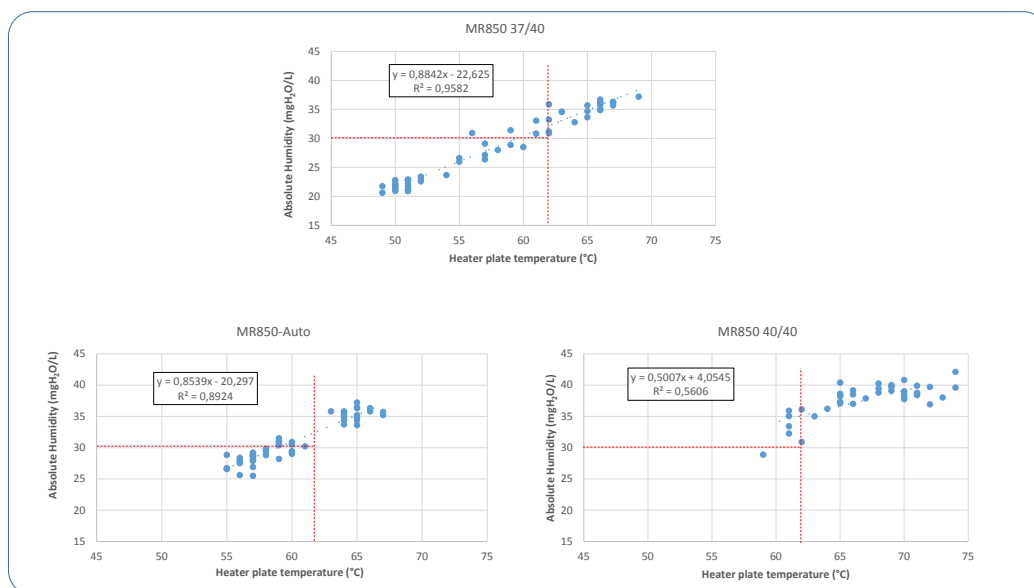 MR850 37/40
Absolute Humidity (mgH₂O/L)
45
40
35
30
25
20
15
y = 0,8842x - 22,625
R² = 0,9582
45 50 55 60 65 70 75
Heater plate temperature (°C)
MR850-Auto
Absolute Humidity (mgH₂O/L)
45
40
35
30
25
20
15
y = 0,8539x - 20,297
R² = 0,8924
45 50 55 60 65 70 75
Heater plate temperature (°C)
MR850 40/40
Absolute Humidity (mgH₂O/L)
45
40
35
30
25
20
15
y = 0,5007x + 4,0545
R² = 0,5606
45 50 55 60 65 70 75
Heater plate temperature (°C)